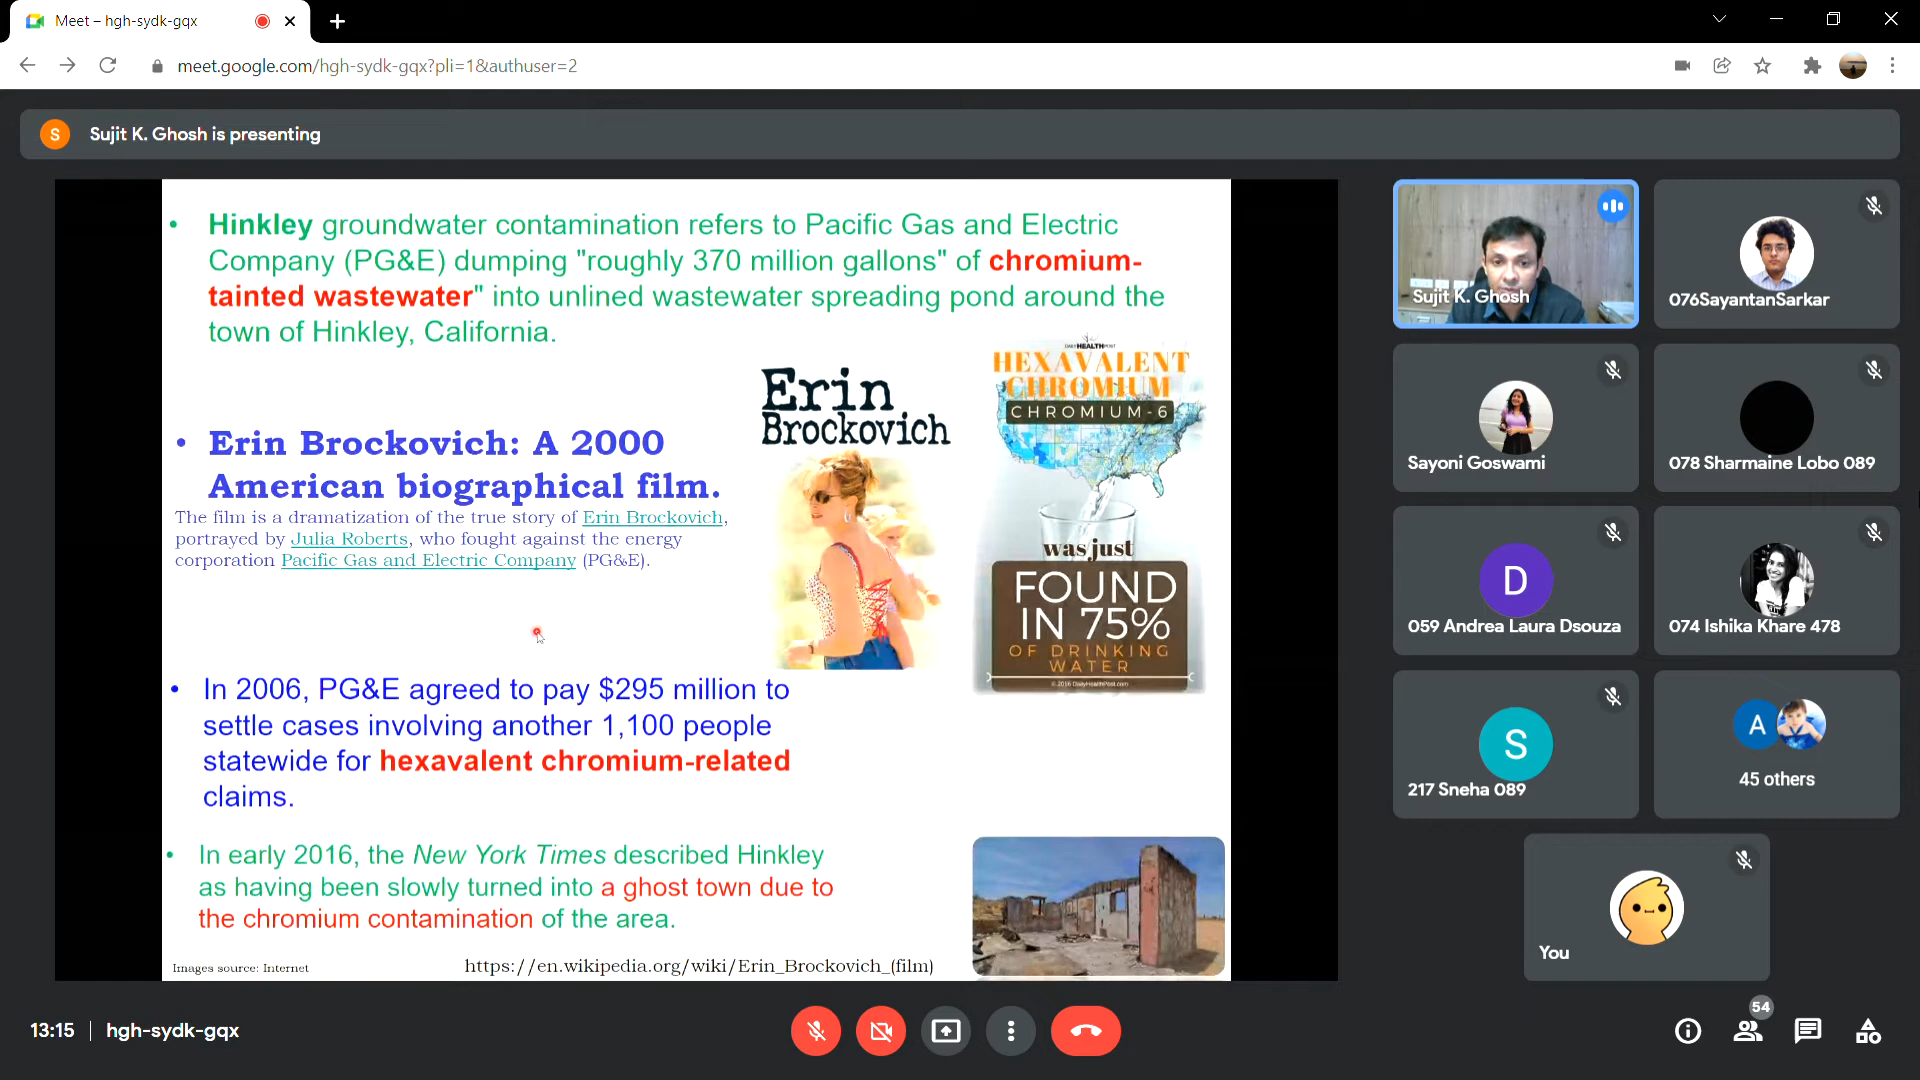 Meet – hgh-sydk-gqx
meet.google.com/hgh-sydk-gqx?pli=1&authuser=2
S
Sujit K. Ghosh is presenting
• Hinkley groundwater contamination refers to Pacific Gas and Electric
Company (PG&E) dumping "roughly 370 million gallons" of chromium-
tainted wastewater" into unlined wastewater spreading pond around the
town of Hinkley, California.
Erin
Brockovich
DAILYHEALTHPOST
HEXAVALENT
CHROMIUM
CHROMIUM-6
was just
FOUND
IN 75%
OF DRINKING
WATER
© 2016 DailyHealthPost.com
• Erin Brockovich: A 2000
American biographical film.
The film is a dramatization of the true story of Erin Brockovich,
portrayed by Julia Roberts, who fought against the energy
corporation Pacific Gas and Electric Company (PG&E).
• In 2006, PG&E agreed to pay $295 million to
settle cases involving another 1,100 people
statewide for hexavalent chromium-related
claims.
• In early 2016, the New York Times described Hinkley
as having been slowly turned into a ghost town due to
the chromium contamination of the area.
Images source: Internet
https://en.wikipedia.org/wiki/Erin_Brockovich_(film)
Sujit K. Ghosh
076SayantanSarkar
Sayoni Goswami
078 Sharmaine Lobo 089
D
059 Andrea Laura Dsouza
074 Ishika Khare 478
S
217 Sneha 089
A
45 others
You
13:15
hgh-sydk-gqx
54